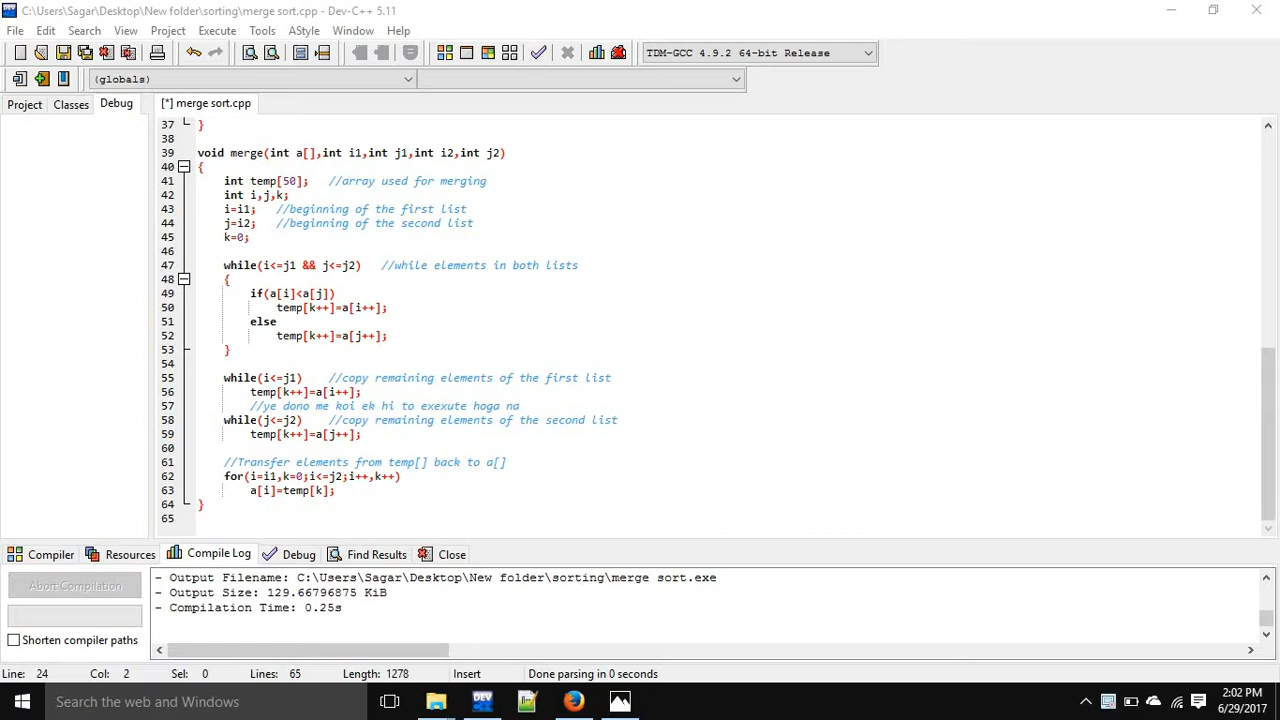 C:\Users\Sagar\Desktop\New folder\sorting\merge sort.cpp - Dev-C++ 5.11
File Edit Search View Project Execute Tools AStyle Window Help
TDM-GCC 4.9.2 64-bit Release
(globals)
Project Classes Debug [*] merge sort.cpp
37 }
38
39 void merge(int a[],int i1,int j1,int i2,int j2)
40 {
41 int temp[50]; //array used for merging
42 int i,j,k;
43 i=i1; //beginning of the first list
44 j=i2; //beginning of the second list
45 k=0;
46
47 while(i<=j1 && j<=j2) //while elements in both lists
48 {
49 if(a[i]<a[j])
50 temp[k++]=a[i++];
51 else
52 temp[k++]=a[j++];
53 }
54
55 while(i<=j1) //copy remaining elements of the first list
56 temp[k++]=a[i++];
57 //ye dono me koi ek hi to exexute hoga na
58 while(j<=j2) //copy remaining elements of the second list
59 temp[k++]=a[j++];
60
61 //Transfer elements from temp[] back to a[]
62 for(i=i1,k=0;i<=j2;i++,k++)
63 a[i]=temp[k];
64 }
65
Compiler Resources Compile Log Debug Find Results Close
Abort Compilation
Shorten compiler paths
- Output Filename: C:\Users\Sagar\Desktop\New folder\sorting\merge sort.exe
- Output Size: 129.66796875 KiB
- Compilation Time: 0.25s
Line: 24 Col: 2 Sel: 0 Lines: 65 Length: 1278 Insert Done parsing in 0 seconds
Search the web and Windows
DEV
2:02 PM
6/29/2017